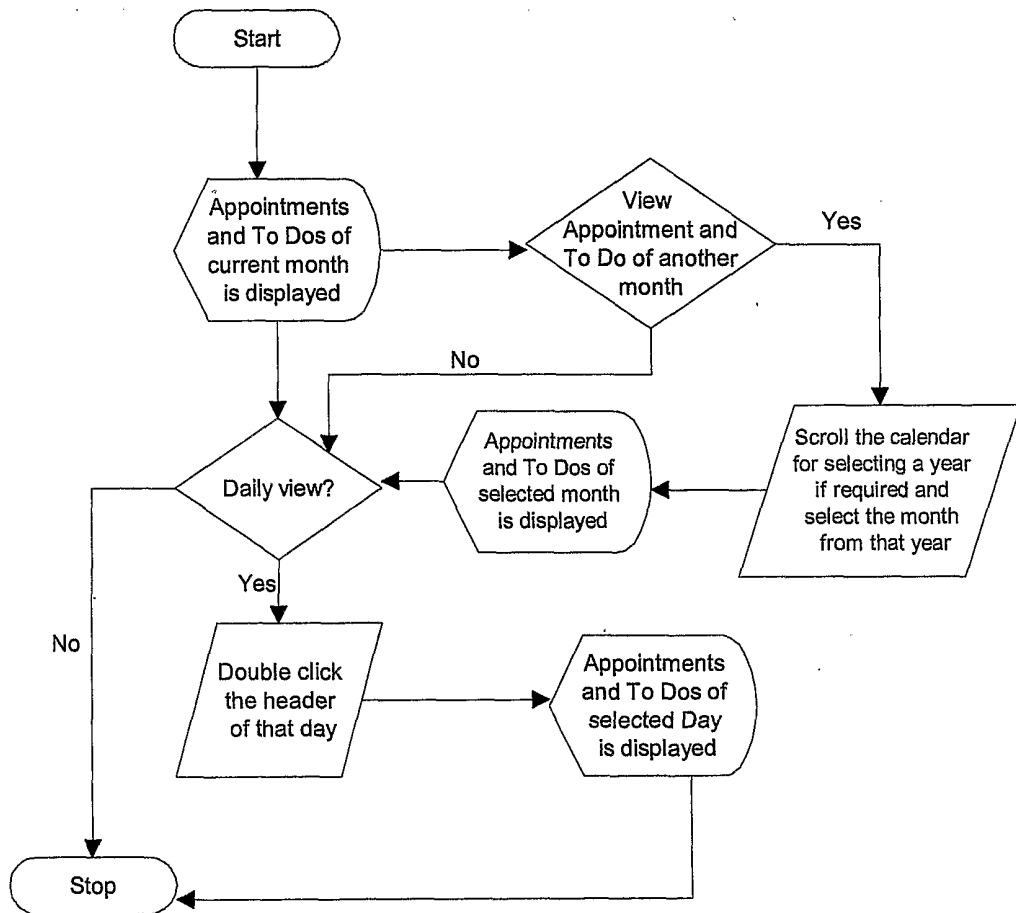 Start
Appointments
and To Dos of
current month
is displayed
View
Appointment and
To Do of another
month
Yes
No
Scroll the calendar
for selecting a year
if required and
select the month
from that year
Appointments
and To Dos of
selected month
is displayed
Daily view?
Yes
No
Double click
the header
of that day
Appointments
and To Dos of
selected Day
is displayed
Stop